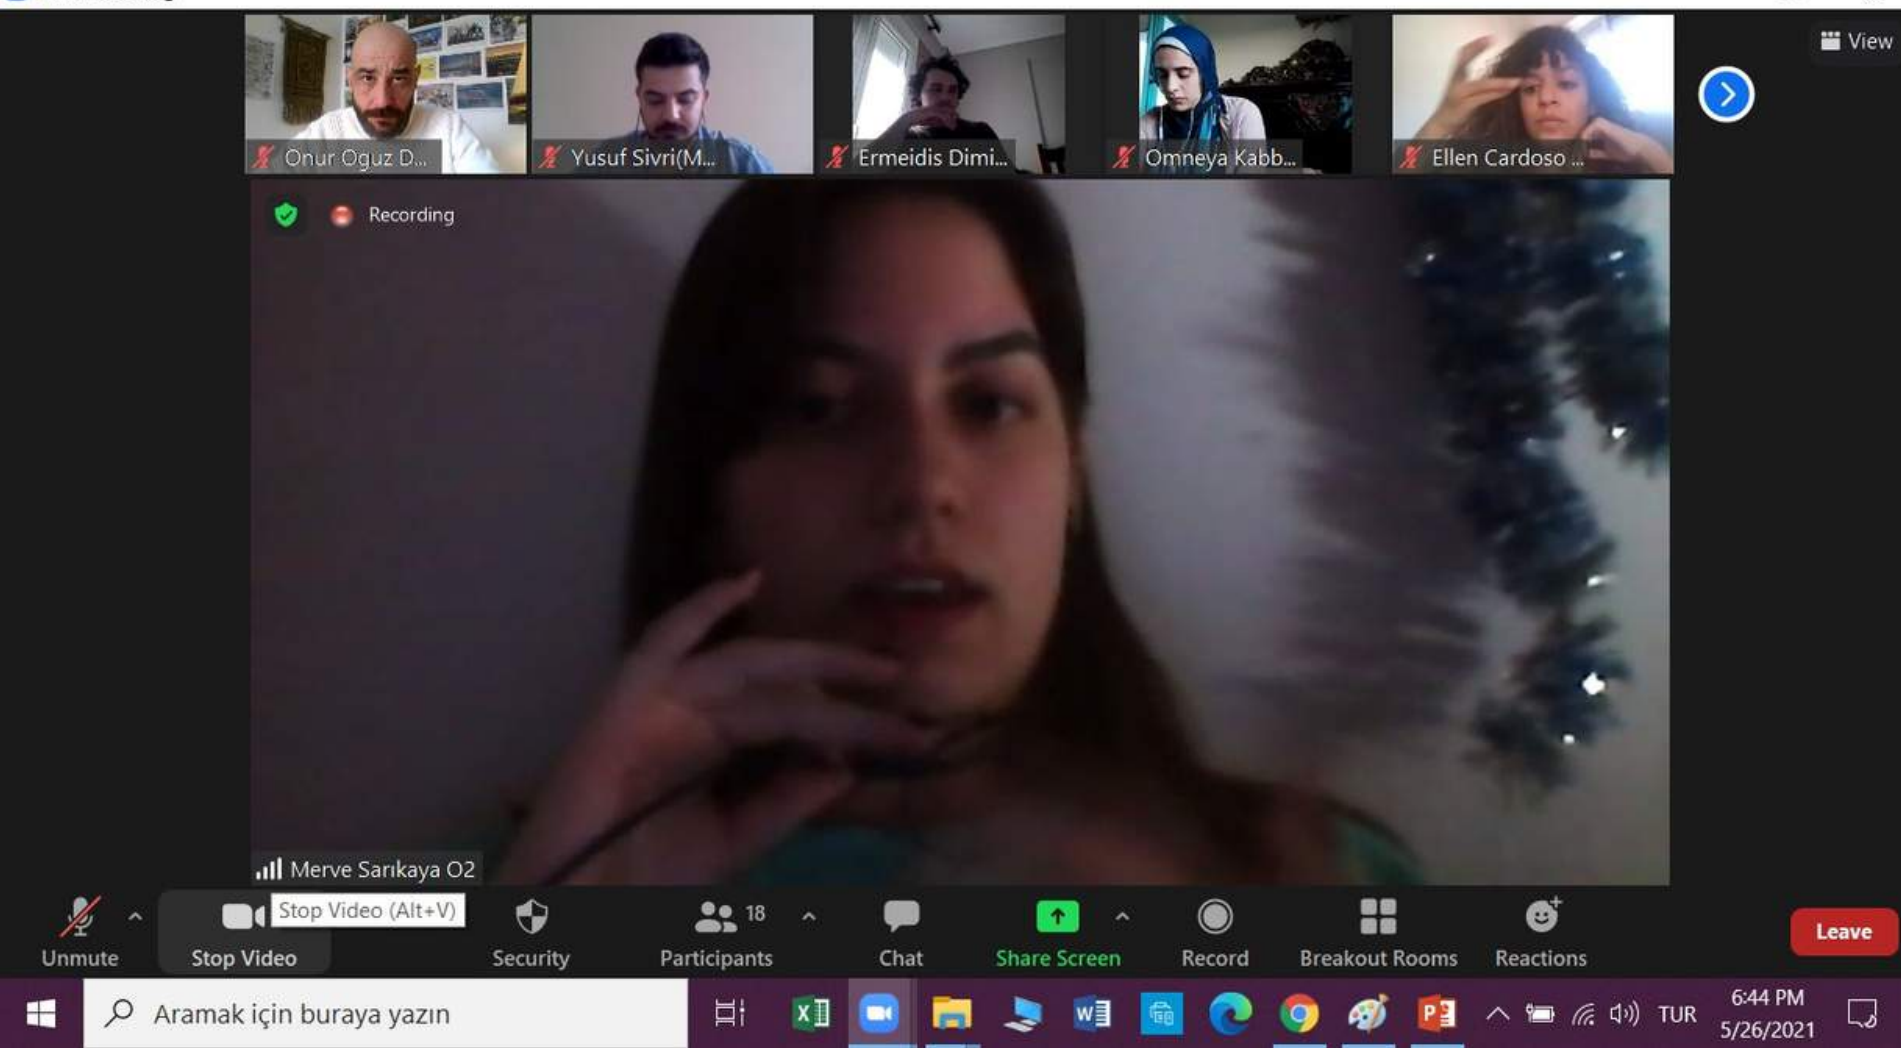 View
Onur Oguz D...
Yusuf Sivri(M...
Ermeidis Dimi...
Omneya Kabb...
Ellen Cardoso ...
Recording
Merve Sarıkaya O2
Stop Video (Alt+V)
18
Unmute
Stop Video
Security
Participants
Chat
Share Screen
Record
Breakout Rooms
Reactions
Leave
Aramak için buraya yazın
TUR
6:44 PM
5/26/2021